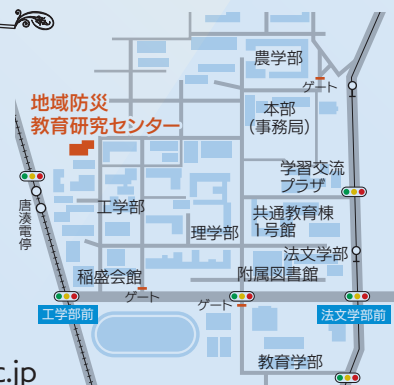 農学部
ゲート
地域防災
教育研究センター
本部
(事務局)
学習交流
プラザ
唐湊電停
工学部
共通教育棟
1号館
理学部
法文学部
稲盛会館
附属図書館
ゲート
ゲート
工学部前
法文学部前
教育学部
c.jp